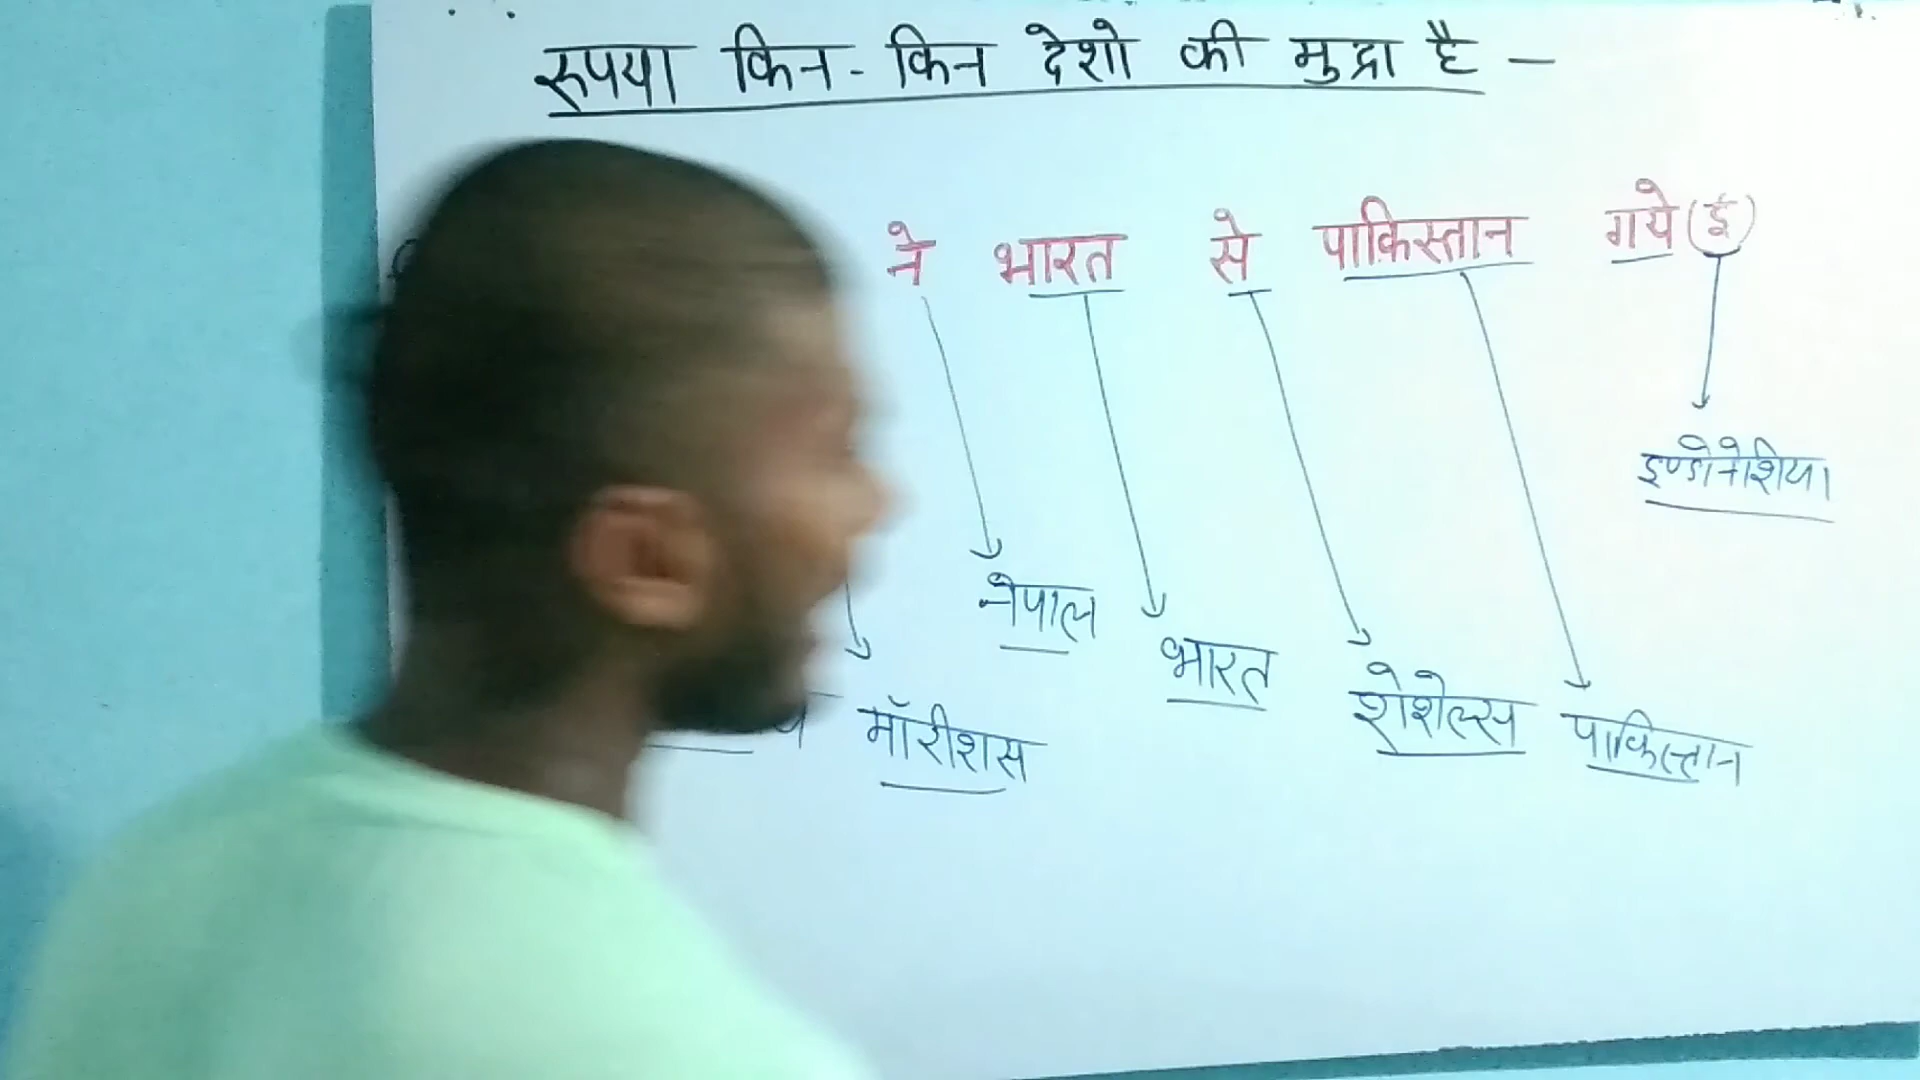 रुपया किन-किन देशो की मुद्रा है –
ने भारत से पाकिस्तान गये (इं)
इण्डोनेशिया
नेपाल
भारत
मॉरीशस
शेशेल्स
पाकिस्तान